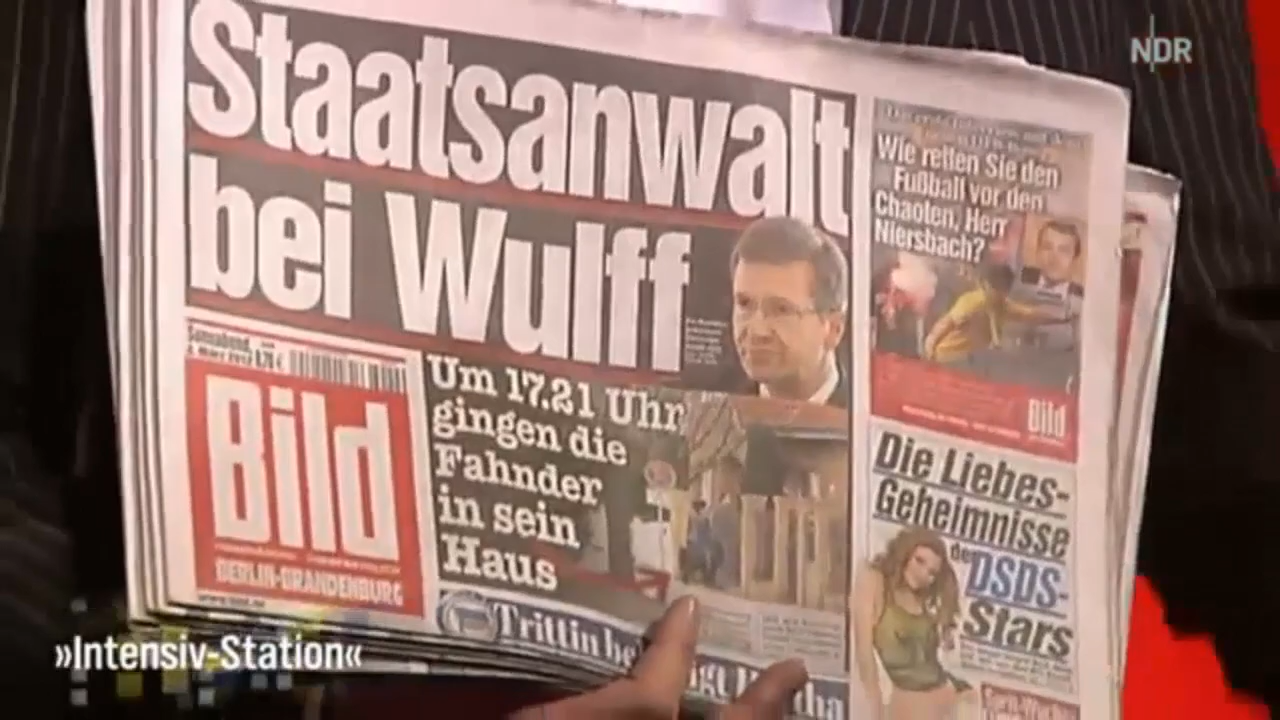 NDR
Staatsanwalt
bei Wulff
Wie retten Sie den
Fußball vor den
Chaoten, Herr
Niersbach?
Bild
Um 17.21 Uhr
gingen die
Fahnder
in sein
Haus
Bild
BERLIN-BRANDENBURG
Die Liebes-
Geheimnisse
der DSDS-
Stars
Trittin
»Intensiv-Station«